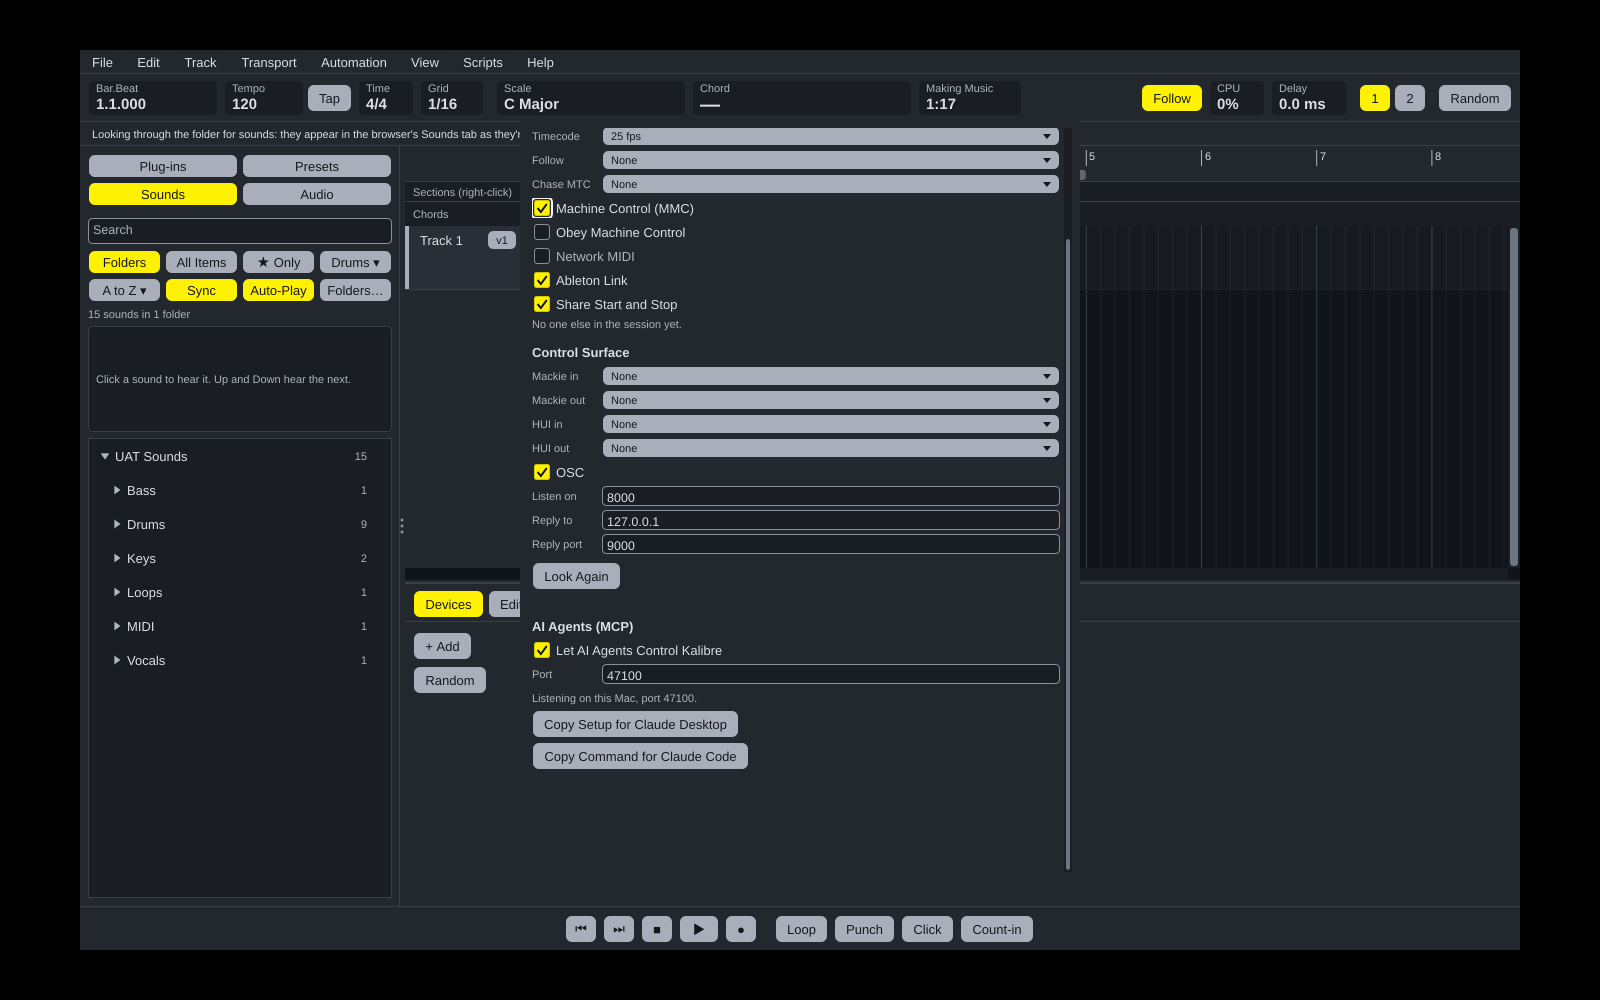 File Edit Track Transport Automation View Scripts Help
Bar.Beat Tempo Time Grid Scale Chord Making Music CPU Delay
1.1.000 120 Tap 4/4 1/16 C Major — 1:17 Follow 0% 0.0 ms 1 2 Random
Looking through the folder for sounds: they appear in the browser's Sounds tab as they'r
Plug-ins Presets
Sounds Audio
Search
Folders All Items ★ Only Drums ▾
A to Z ▾ Sync Auto-Play Folders…
15 sounds in 1 folder
Click a sound to hear it. Up and Down hear the next.
UAT Sounds 15
Bass 1
Drums 9
Keys 2
Loops 1
MIDI 1
Vocals 1
5 6 7 8
Sections (right-click)
Chords
Track 1 v1
Devices Edit
+ Add
Random
Timecode 25 fps
Follow None
Chase MTC None
Machine Control (MMC)
Obey Machine Control
Network MIDI
Ableton Link
Share Start and Stop
No one else in the session yet.
Control Surface
Mackie in None
Mackie out None
HUI in None
HUI out None
OSC
Listen on 8000
Reply to 127.0.0.1
Reply port 9000
Look Again
AI Agents (MCP)
Let AI Agents Control Kalibre
Port 47100
Listening on this Mac, port 47100.
Copy Setup for Claude Desktop
Copy Command for Claude Code
Loop Punch Click Count-in